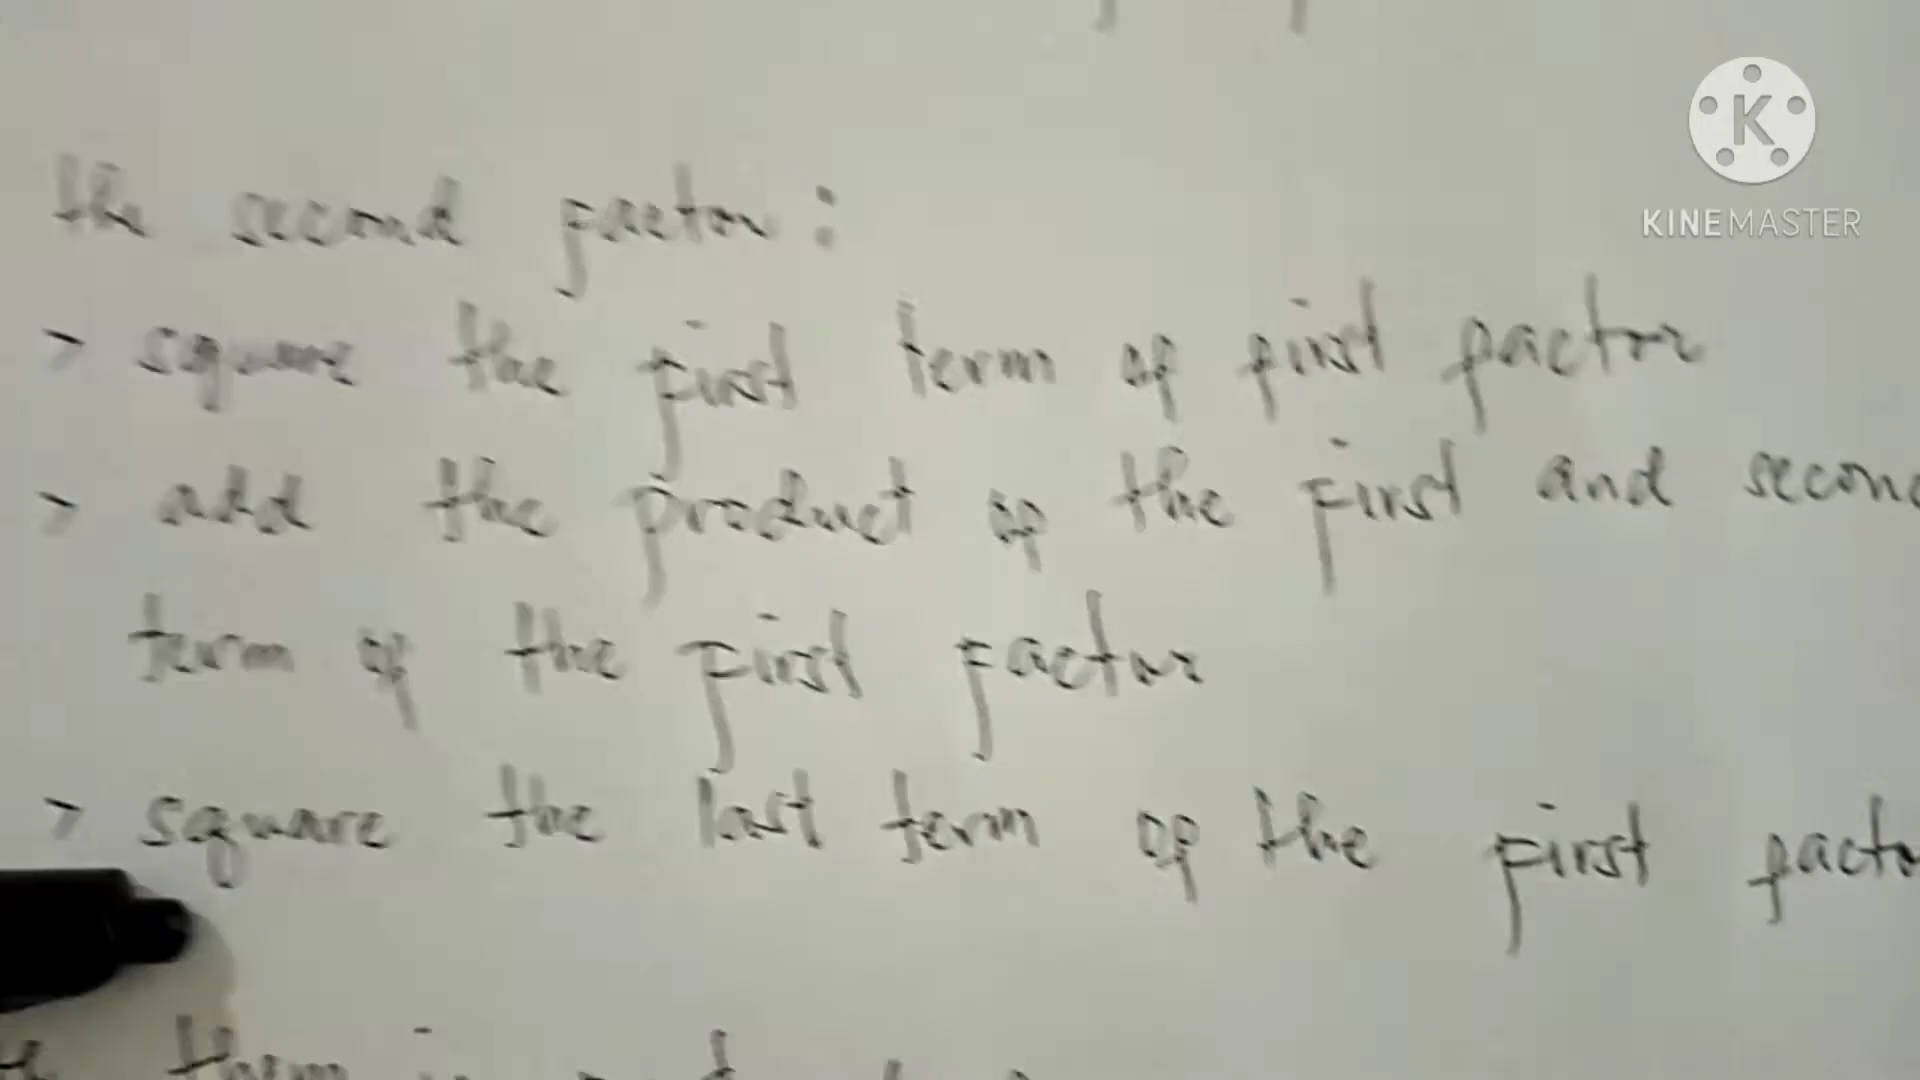 K
KINEMASTER
the second factor:
> square the first term of first factor
> add the product of the first and second
term of the first factor
> square the last term of the first facto